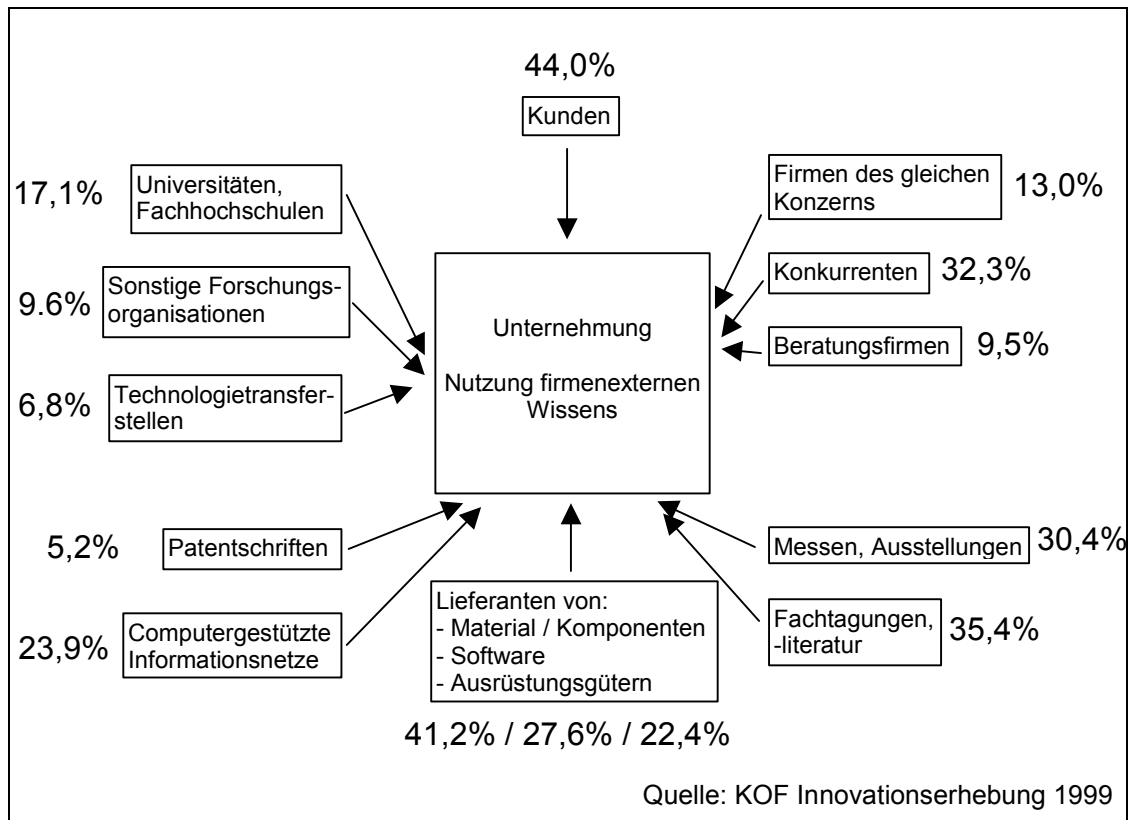 44,0%
Kunden
17,1%
Universitäten,
Fachhochschulen
Firmen des gleichen
Konzerns
13,0%
9.6%
Sonstige Forschungs-
organisationen
Konkurrenten
32,3%
6,8%
Technologietransfer-
stellen
Beratungsfirmen
9,5%
Unternehmung
Nutzung firmenexternen
Wissens
5,2%
Patentschriften
Messen, Ausstellungen
30,4%
23,9%
Computergestützte
Informationsnetze
Lieferanten von:
- Material / Komponenten
- Software
- Ausrüstungsgütern
41,2% / 27,6% / 22,4%
Fachtagungen,
-literatur
35,4%
Quelle: KOF Innovationserhebung 1999